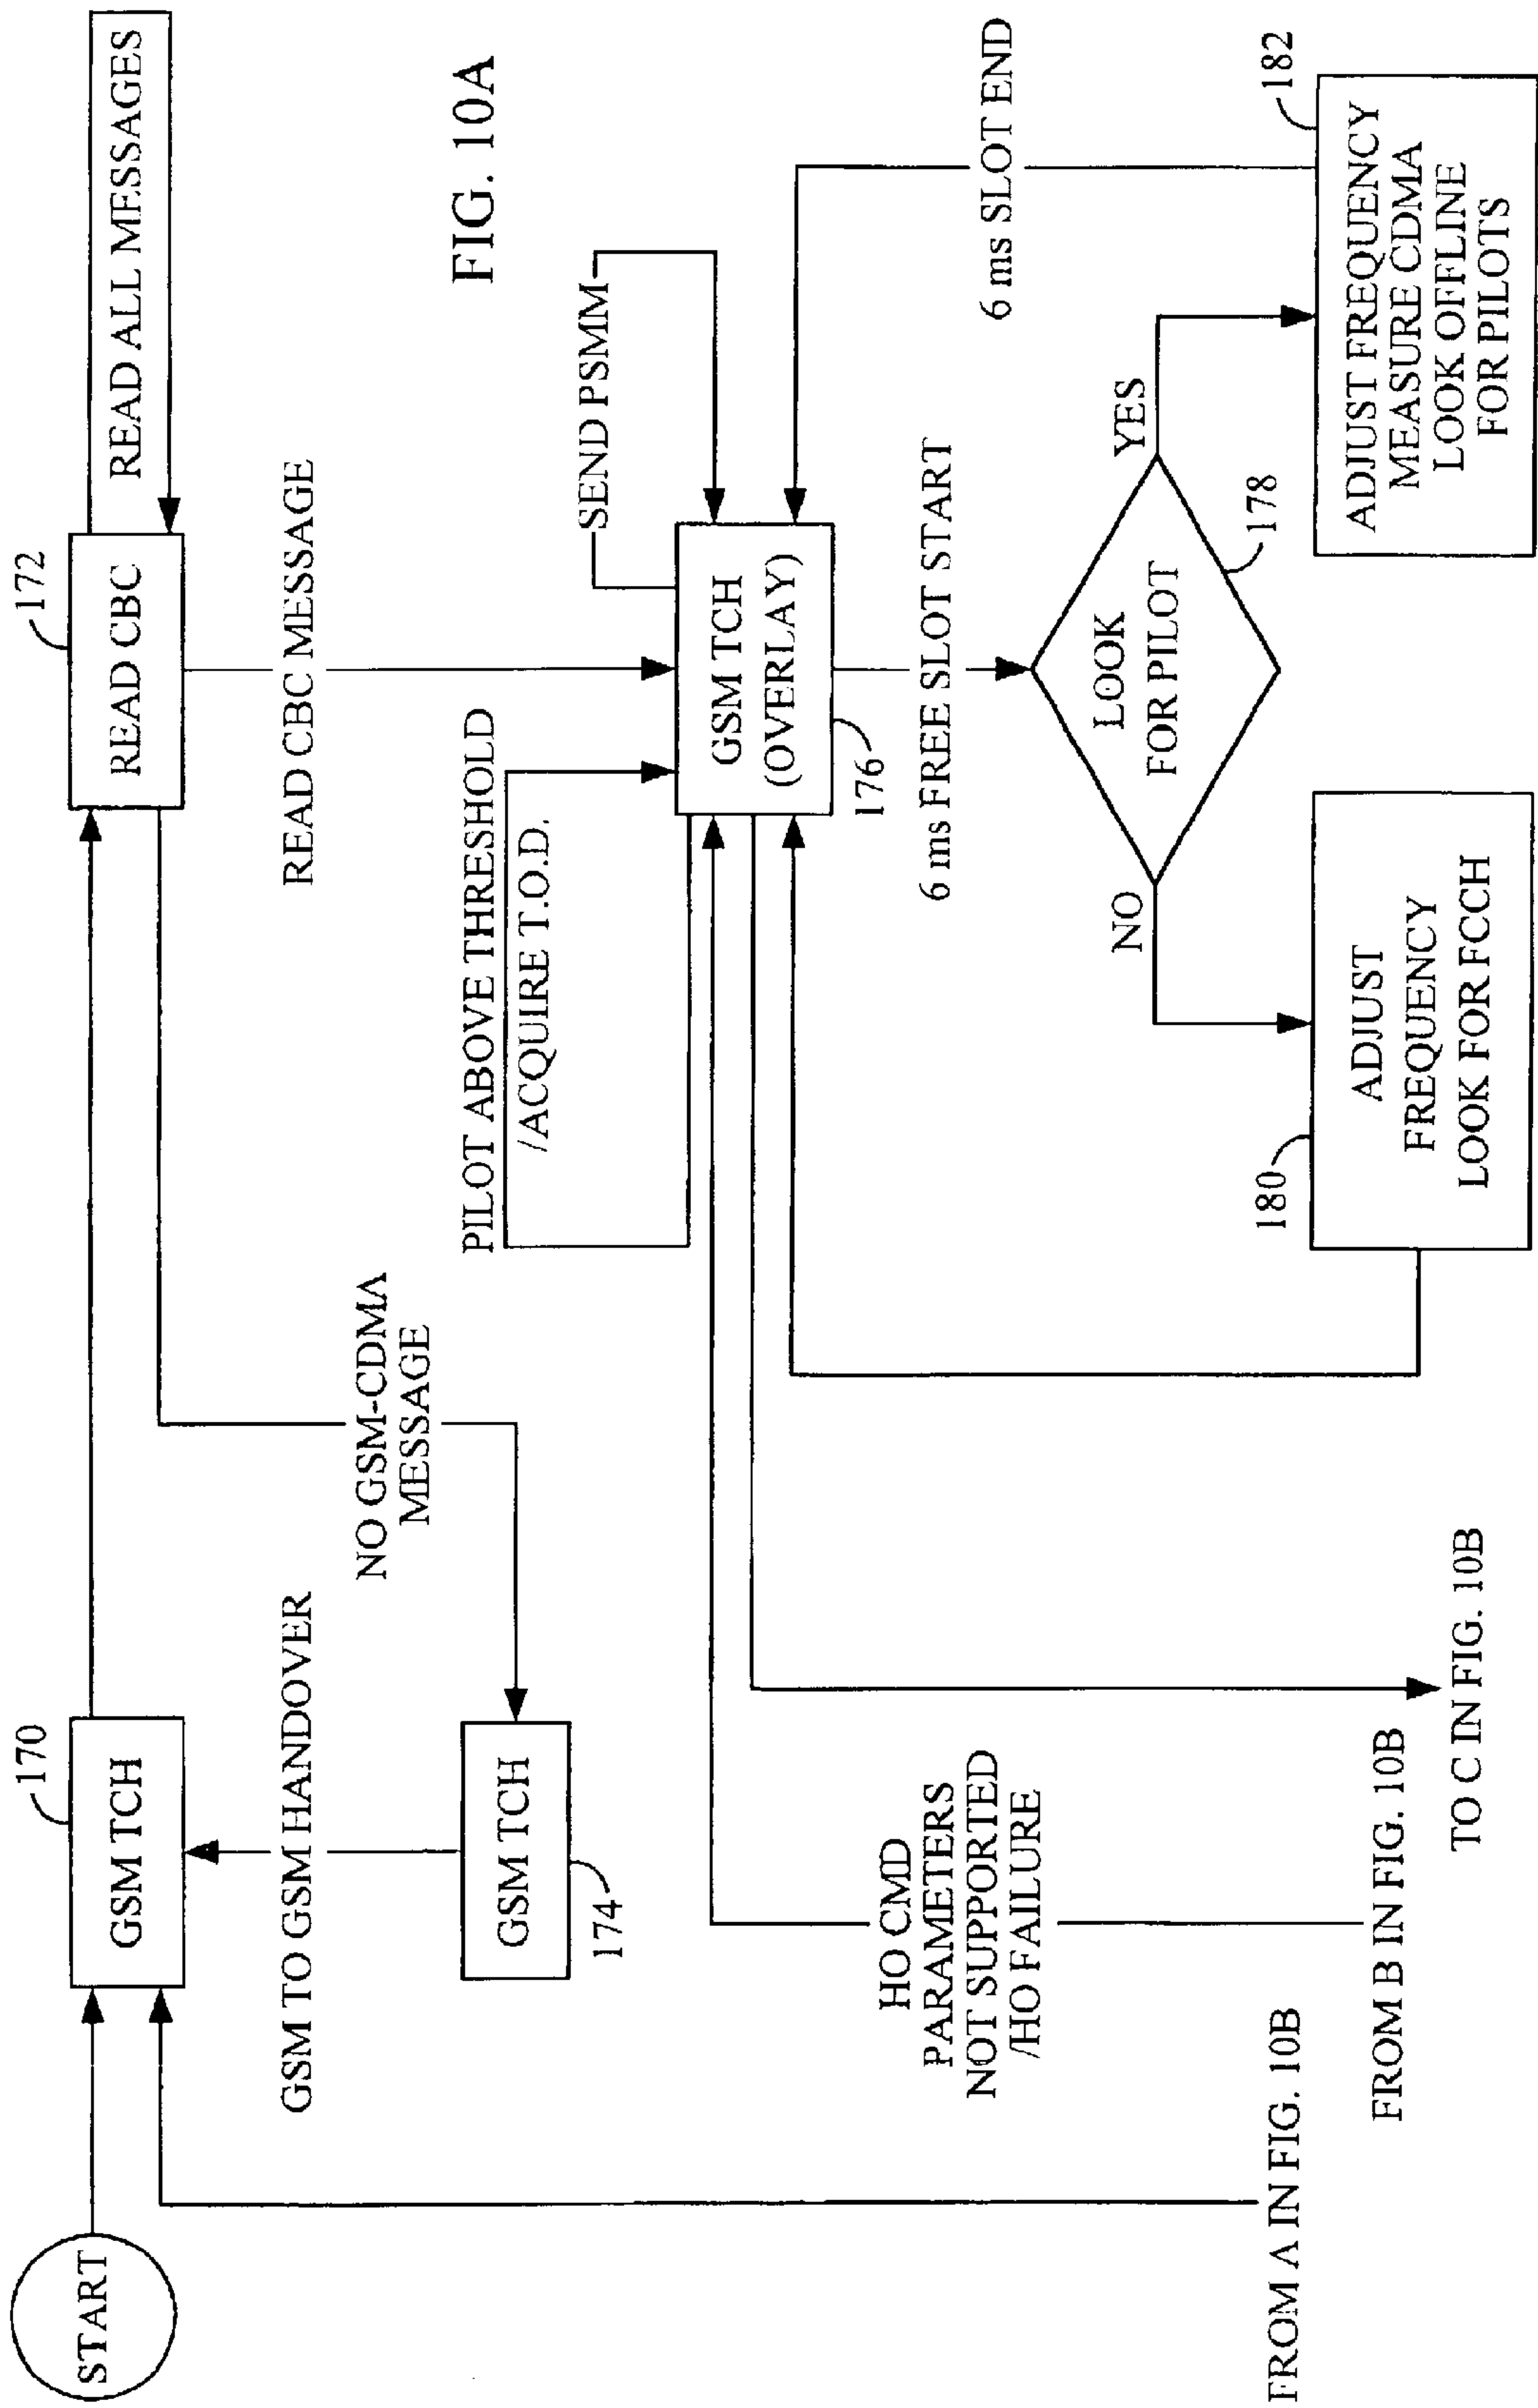 START
170
GSM TCH
172
READ CBC
READ ALL MESSAGES
GSM TO GSM HANDOVER
NO GSM-CDMA
MESSAGE
READ CBC MESSAGE
FIG. 10A
GSM TCH
174
PILOT ABOVE THRESHOLD
/ACQUIRE T.O.D.
SEND PSMM
GSM TCH
(OVERLAY)
176
HO CMD
PARAMETERS
NOT SUPPORTED
/HO FAILURE
6 ms FREE SLOT START
6 ms SLOT END
LOOK
FOR PILOT
178
NO
YES
180
ADJUST
FREQUENCY
LOOK FOR FCCH
182
ADJUST FREQUENCY
MEASURE CDMA
LOOK OFFLINE
FOR PILOTS
FROM A IN FIG. 10B
FROM B IN FIG. 10B
TO C IN FIG. 10B